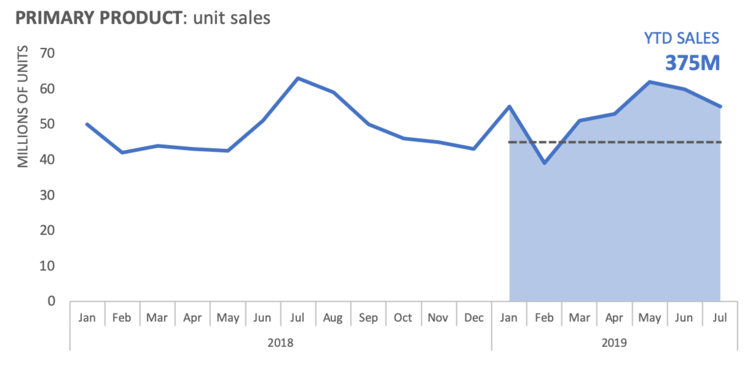 PRIMARY PRODUCT: unit sales
YTD SALES
375M
MILLIONS OF UNITS
70
60
50
40
30
20
10
0
Jan Feb Mar Apr May Jun Jul Aug Sep Oct Nov Dec Jan Feb Mar Apr May Jun Jul
2018 2019